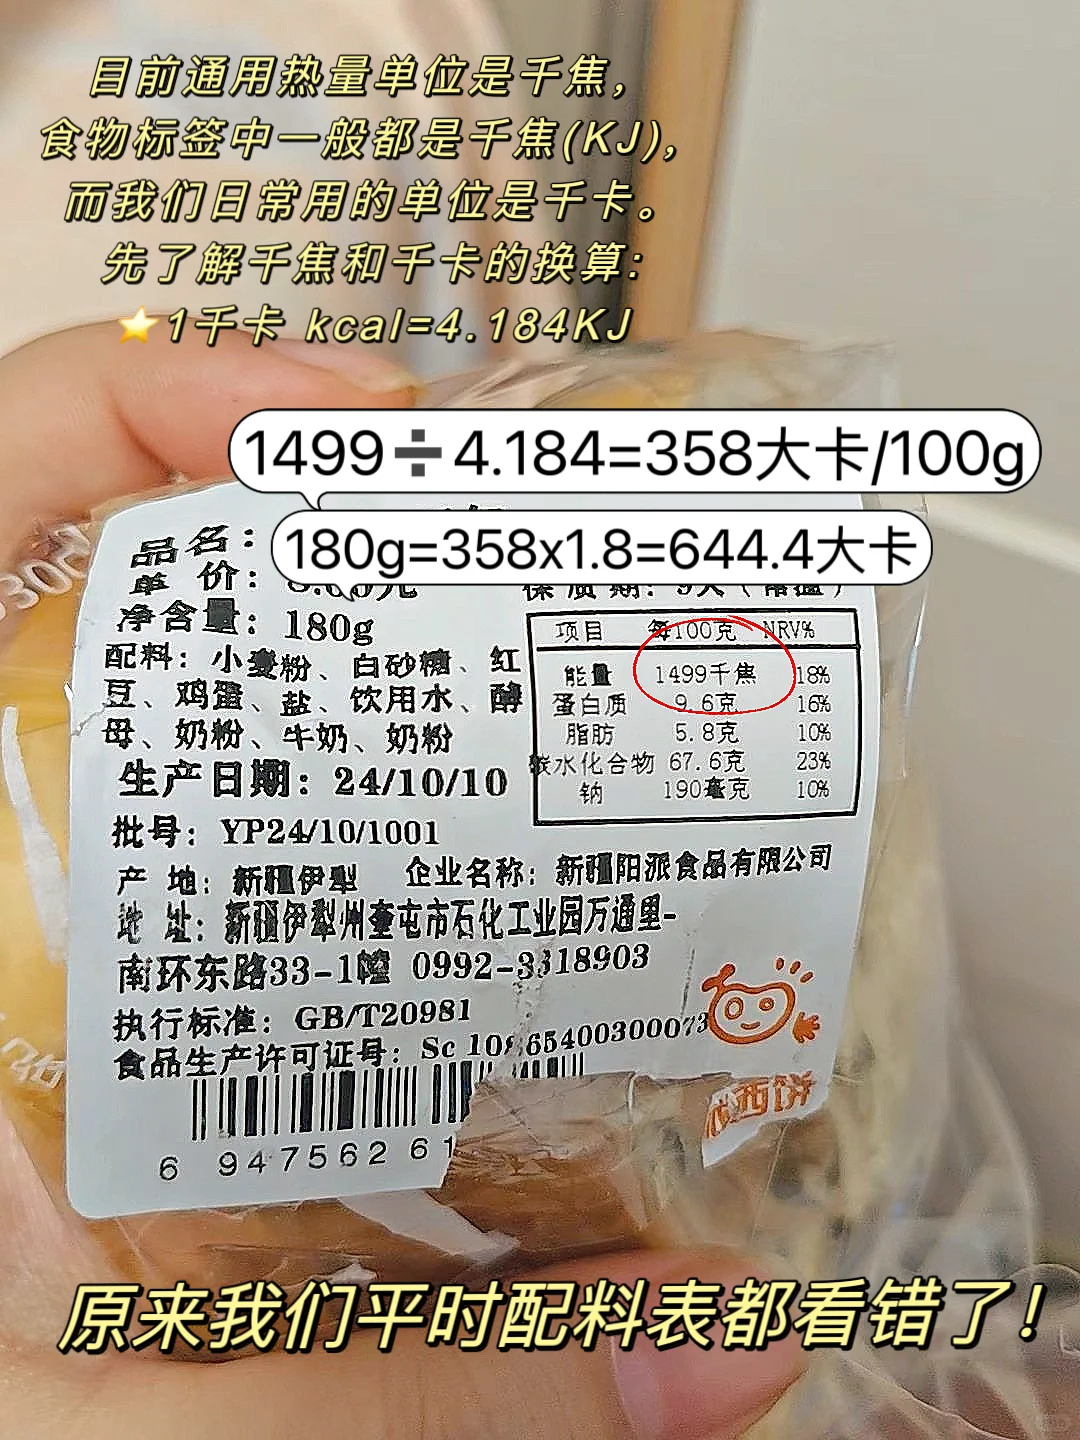 目前通用热量单位是千焦，
食物标签中一般都是千焦(KJ)，
而我们日常用的单位是千卡。
先了解千焦和千卡的换算：
⭐1千卡 kcal=4.184KJ
1499➗4.184=358大卡/100g
180g=358x1.8=644.4大卡
品名：
单 价：
净含量：180g
配料：小麦粉、白砂糖、红
豆、鸡蛋、盐、饮用水、酵
母、奶粉、牛奶、奶粉
生产日期：24/10/10
批号：YP24/10/1001
项目 每100克 NRV%
能量 1499千焦 18%
蛋白质 9.6克 16%
脂肪 5.8克 10%
碳水化合物 67.6克 23%
钠 190毫克 10%
产 地：新疆伊犁 企业名称：新疆阳派食品有限公司
地 址：新疆伊犁州奎屯市石化工业园万通里-
南环东路33-1幢 0992-3318903
执行标准：GB/T20981
食品生产许可证号：
西饼
6 947562 61
原来我们平时配料表都看错了！